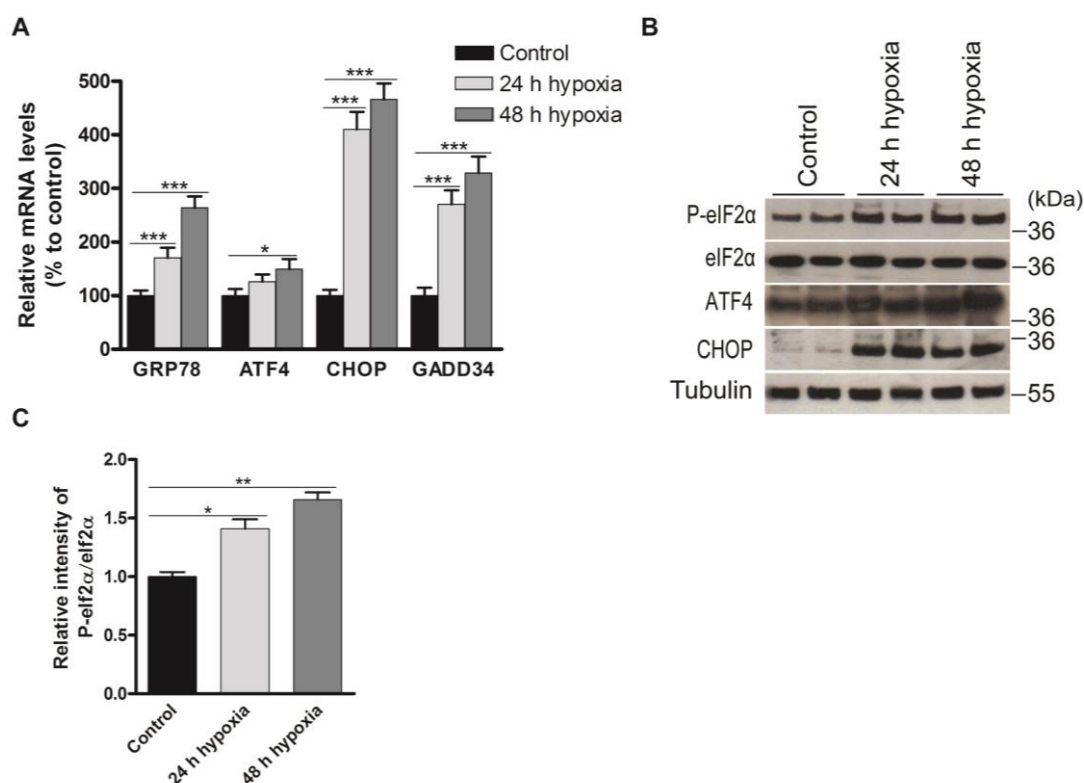 A
Control
24 h hypoxia
48 h hypoxia
Relative mRNA levels
(% to control)
500
400
300
200
100
0
***
***
*
***
***
***
***
GRP78 ATF4 CHOP GADD34
B
Control 24 h hypoxia 48 h hypoxia (kDa)
P-eIF2α –36
eIF2α –36
ATF4 –36
CHOP –36
Tubulin –55
C
Relative intensity of
P-elf2α/elf2α
2.0
1.5
1.0
0.5
0.0
**
*
Control 24 h hypoxia 48 h hypoxia